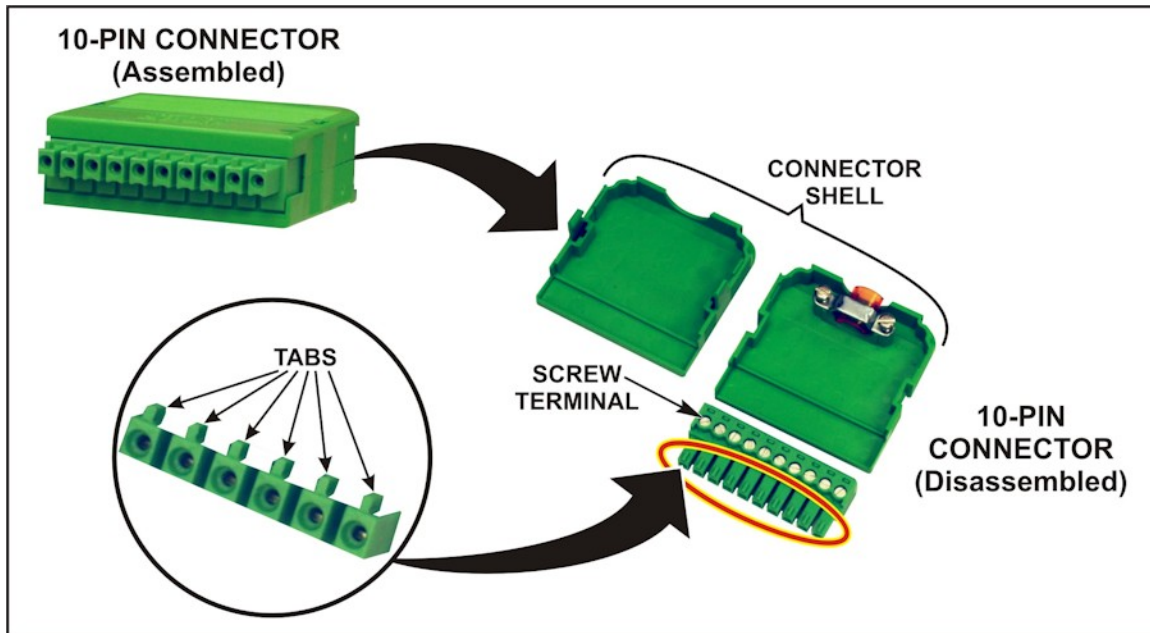 10-PIN CONNECTOR
(Assembled)
CONNECTOR
SHELL
TABS
SCREW
TERMINAL
10-PIN
CONNECTOR
(Disassembled)